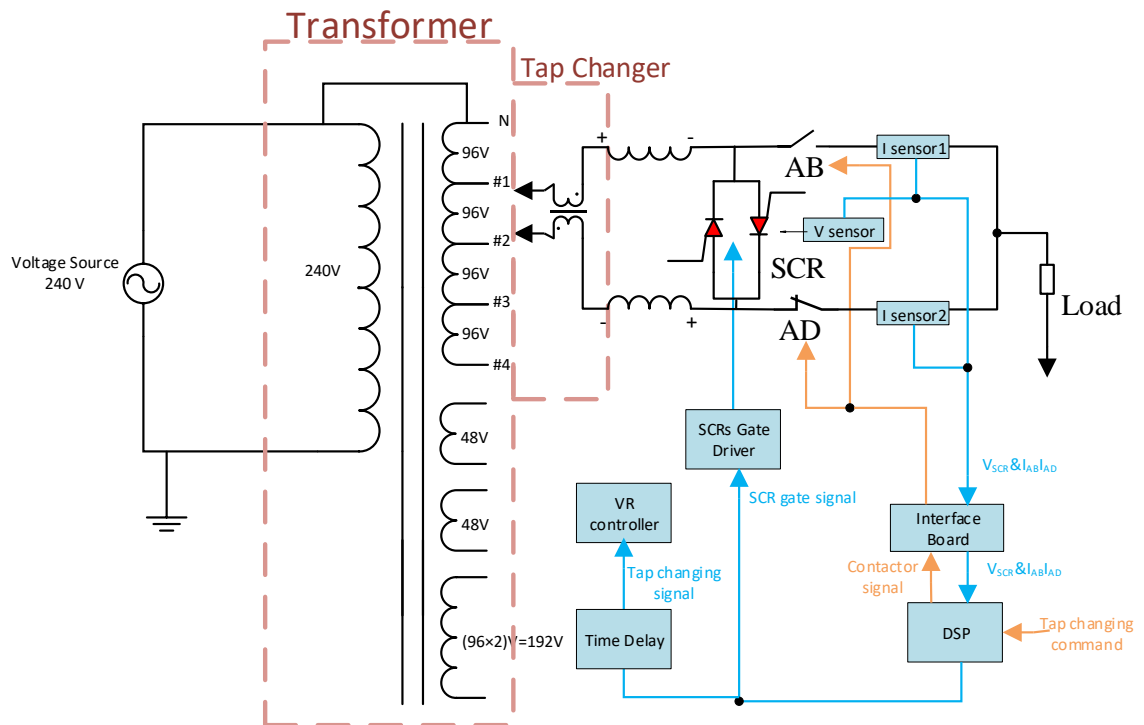 Transformer
Tap Changer
Voltage Source
240 V
240V
N
96V
#1
96V
#2
96V
#3
96V
#4
48V
48V
(96×2)V=192V
+
-
-
+
AB
I sensor1
V sensor
SCR
AD
I sensor2
Load
SCRs Gate
Driver
SCR gate signal
VR
controller
Tap changing
signal
Time Delay
VSCR&IABIAD
Interface
Board
Contactor
signal
VSCR&IABIAD
DSP
Tap changing
command